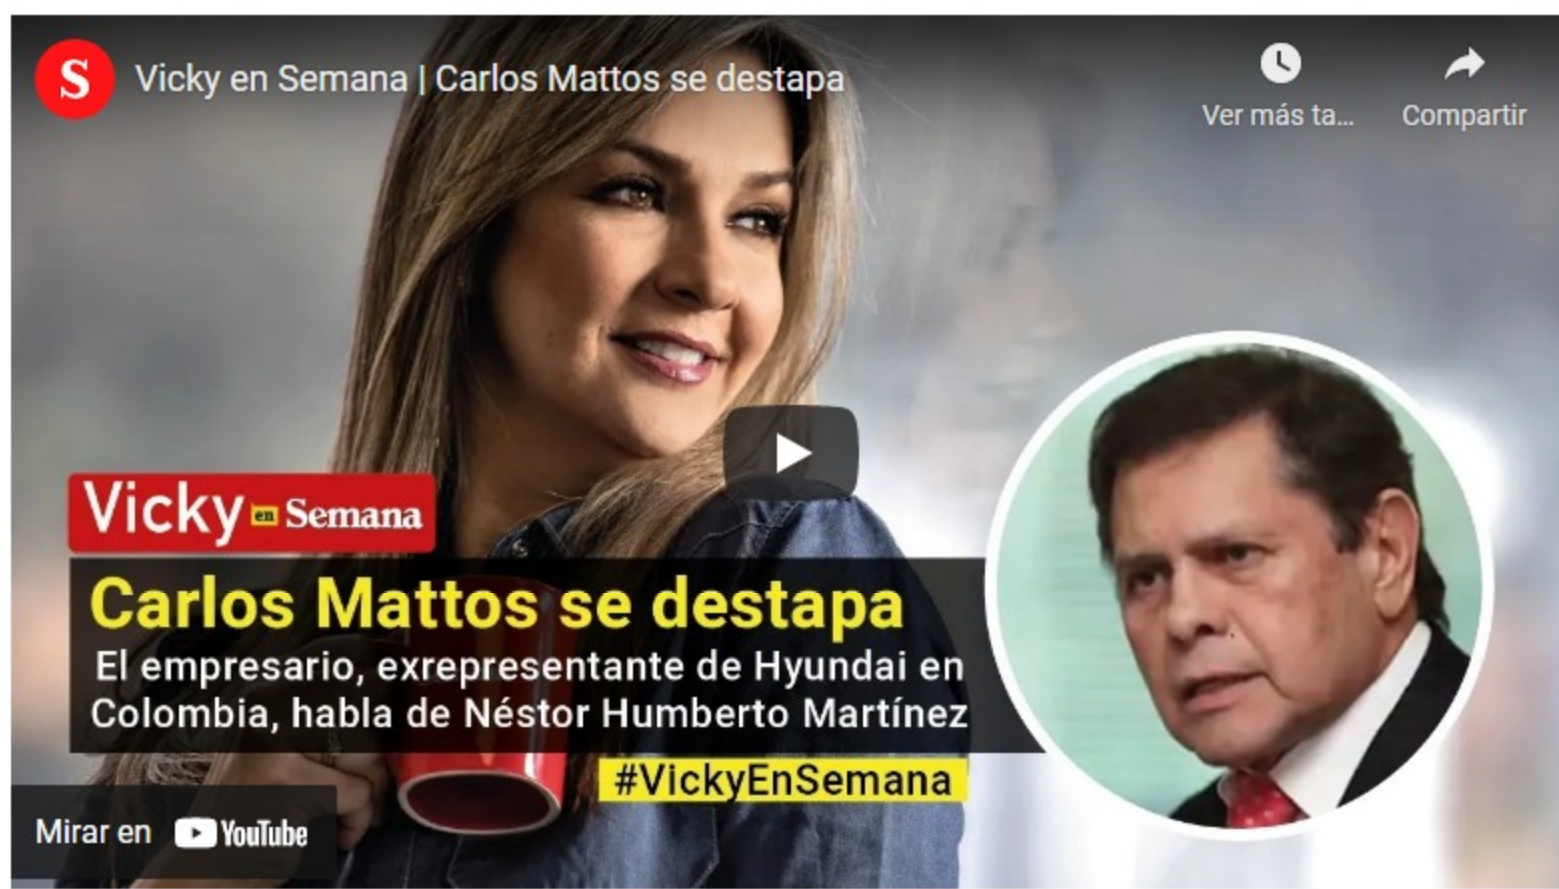 S
Vicky en Semana | Carlos Mattos se destapa
Ver más ta...
Compartir
Vicky en Semana
Carlos Mattos se destapa
El empresario, exrepresentante de Hyundai en
Colombia, habla de Néstor Humberto Martínez
#VickyEnSemana
Mirar en YouTube